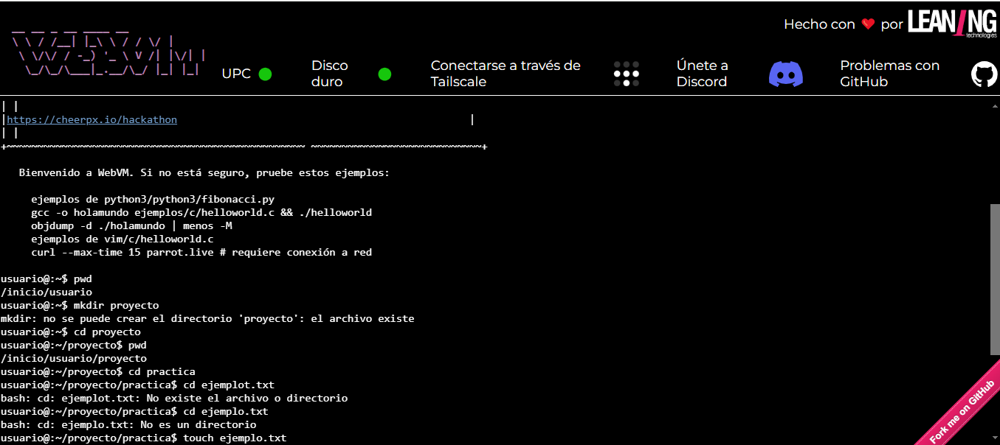 Hecho con ❤ por LEANING
technologies
UPC
Disco duro
Conectarse a través de Tailscale
Únete a Discord
Problemas con GitHub
| |
|https://cheerpx.io/hackathon |
| |
+~~~~~~~~~~~~~~~~~~~~~~~~~~~~~~~~~~~~~~~~~~~~~~~~~ ~~~~~~~~~~~~~~~~~~~~~~~~~~~~+
Bienvenido a WebVM. Si no está seguro, pruebe estos ejemplos:
ejemplos de python3/python3/fibonacci.py
gcc -o holamundo ejemplos/c/helloworld.c && ./helloworld
objdump -d ./holamundo | menos -M
ejemplos de vim/c/helloworld.c
curl --max-time 15 parrot.live # requiere conexión a red
usuario@:~$ pwd
/inicio/usuario
usuario@:~$ mkdir proyecto
mkdir: no se puede crear el directorio 'proyecto': el archivo existe
usuario@:~$ cd proyecto
usuario@:~/proyecto$ pwd
/inicio/usuario/proyecto
usuario@:~/proyecto$ cd practica
usuario@:~/proyecto/practica$ cd ejemplot.txt
bash: cd: ejemplot.txt: No existe el archivo o directorio
usuario@:~/proyecto/practica$ cd ejemplo.txt
bash: cd: ejemplo.txt: No es un directorio
usuario@:~/proyecto/practica$ touch ejemplo.txt
Fork me on GitHub